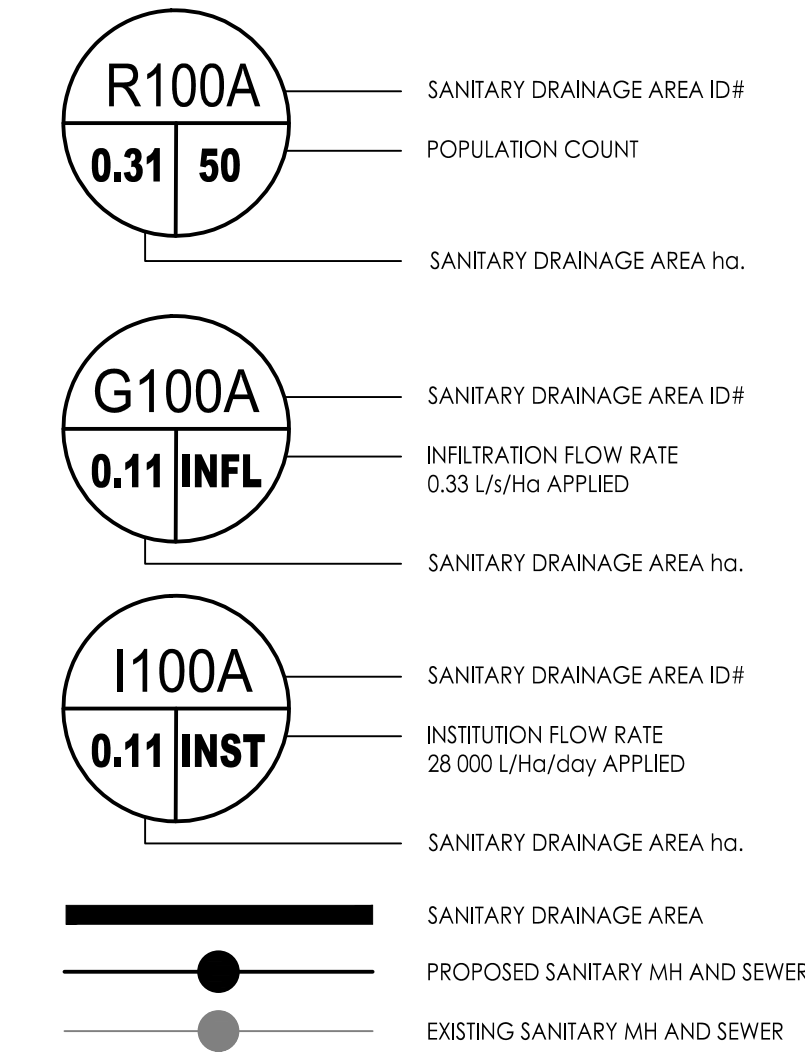 R100A
SANITARY DRAINAGE AREA ID#
0.31 50
POPULATION COUNT
SANITARY DRAINAGE AREA ha.
G100A
SANITARY DRAINAGE AREA ID#
0.11 INFL
INFILTRATION FLOW RATE
0.33 L/s/Ha APPLIED
SANITARY DRAINAGE AREA ha.
I100A
SANITARY DRAINAGE AREA ID#
0.11 INST
INSTITUTION FLOW RATE
28 000 L/Ha/day APPLIED
SANITARY DRAINAGE AREA ha.
SANITARY DRAINAGE AREA
PROPOSED SANITARY MH AND SEWER
EXISTING SANITARY MH AND SEWER